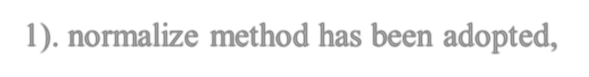 1). normalize method has been adopted,